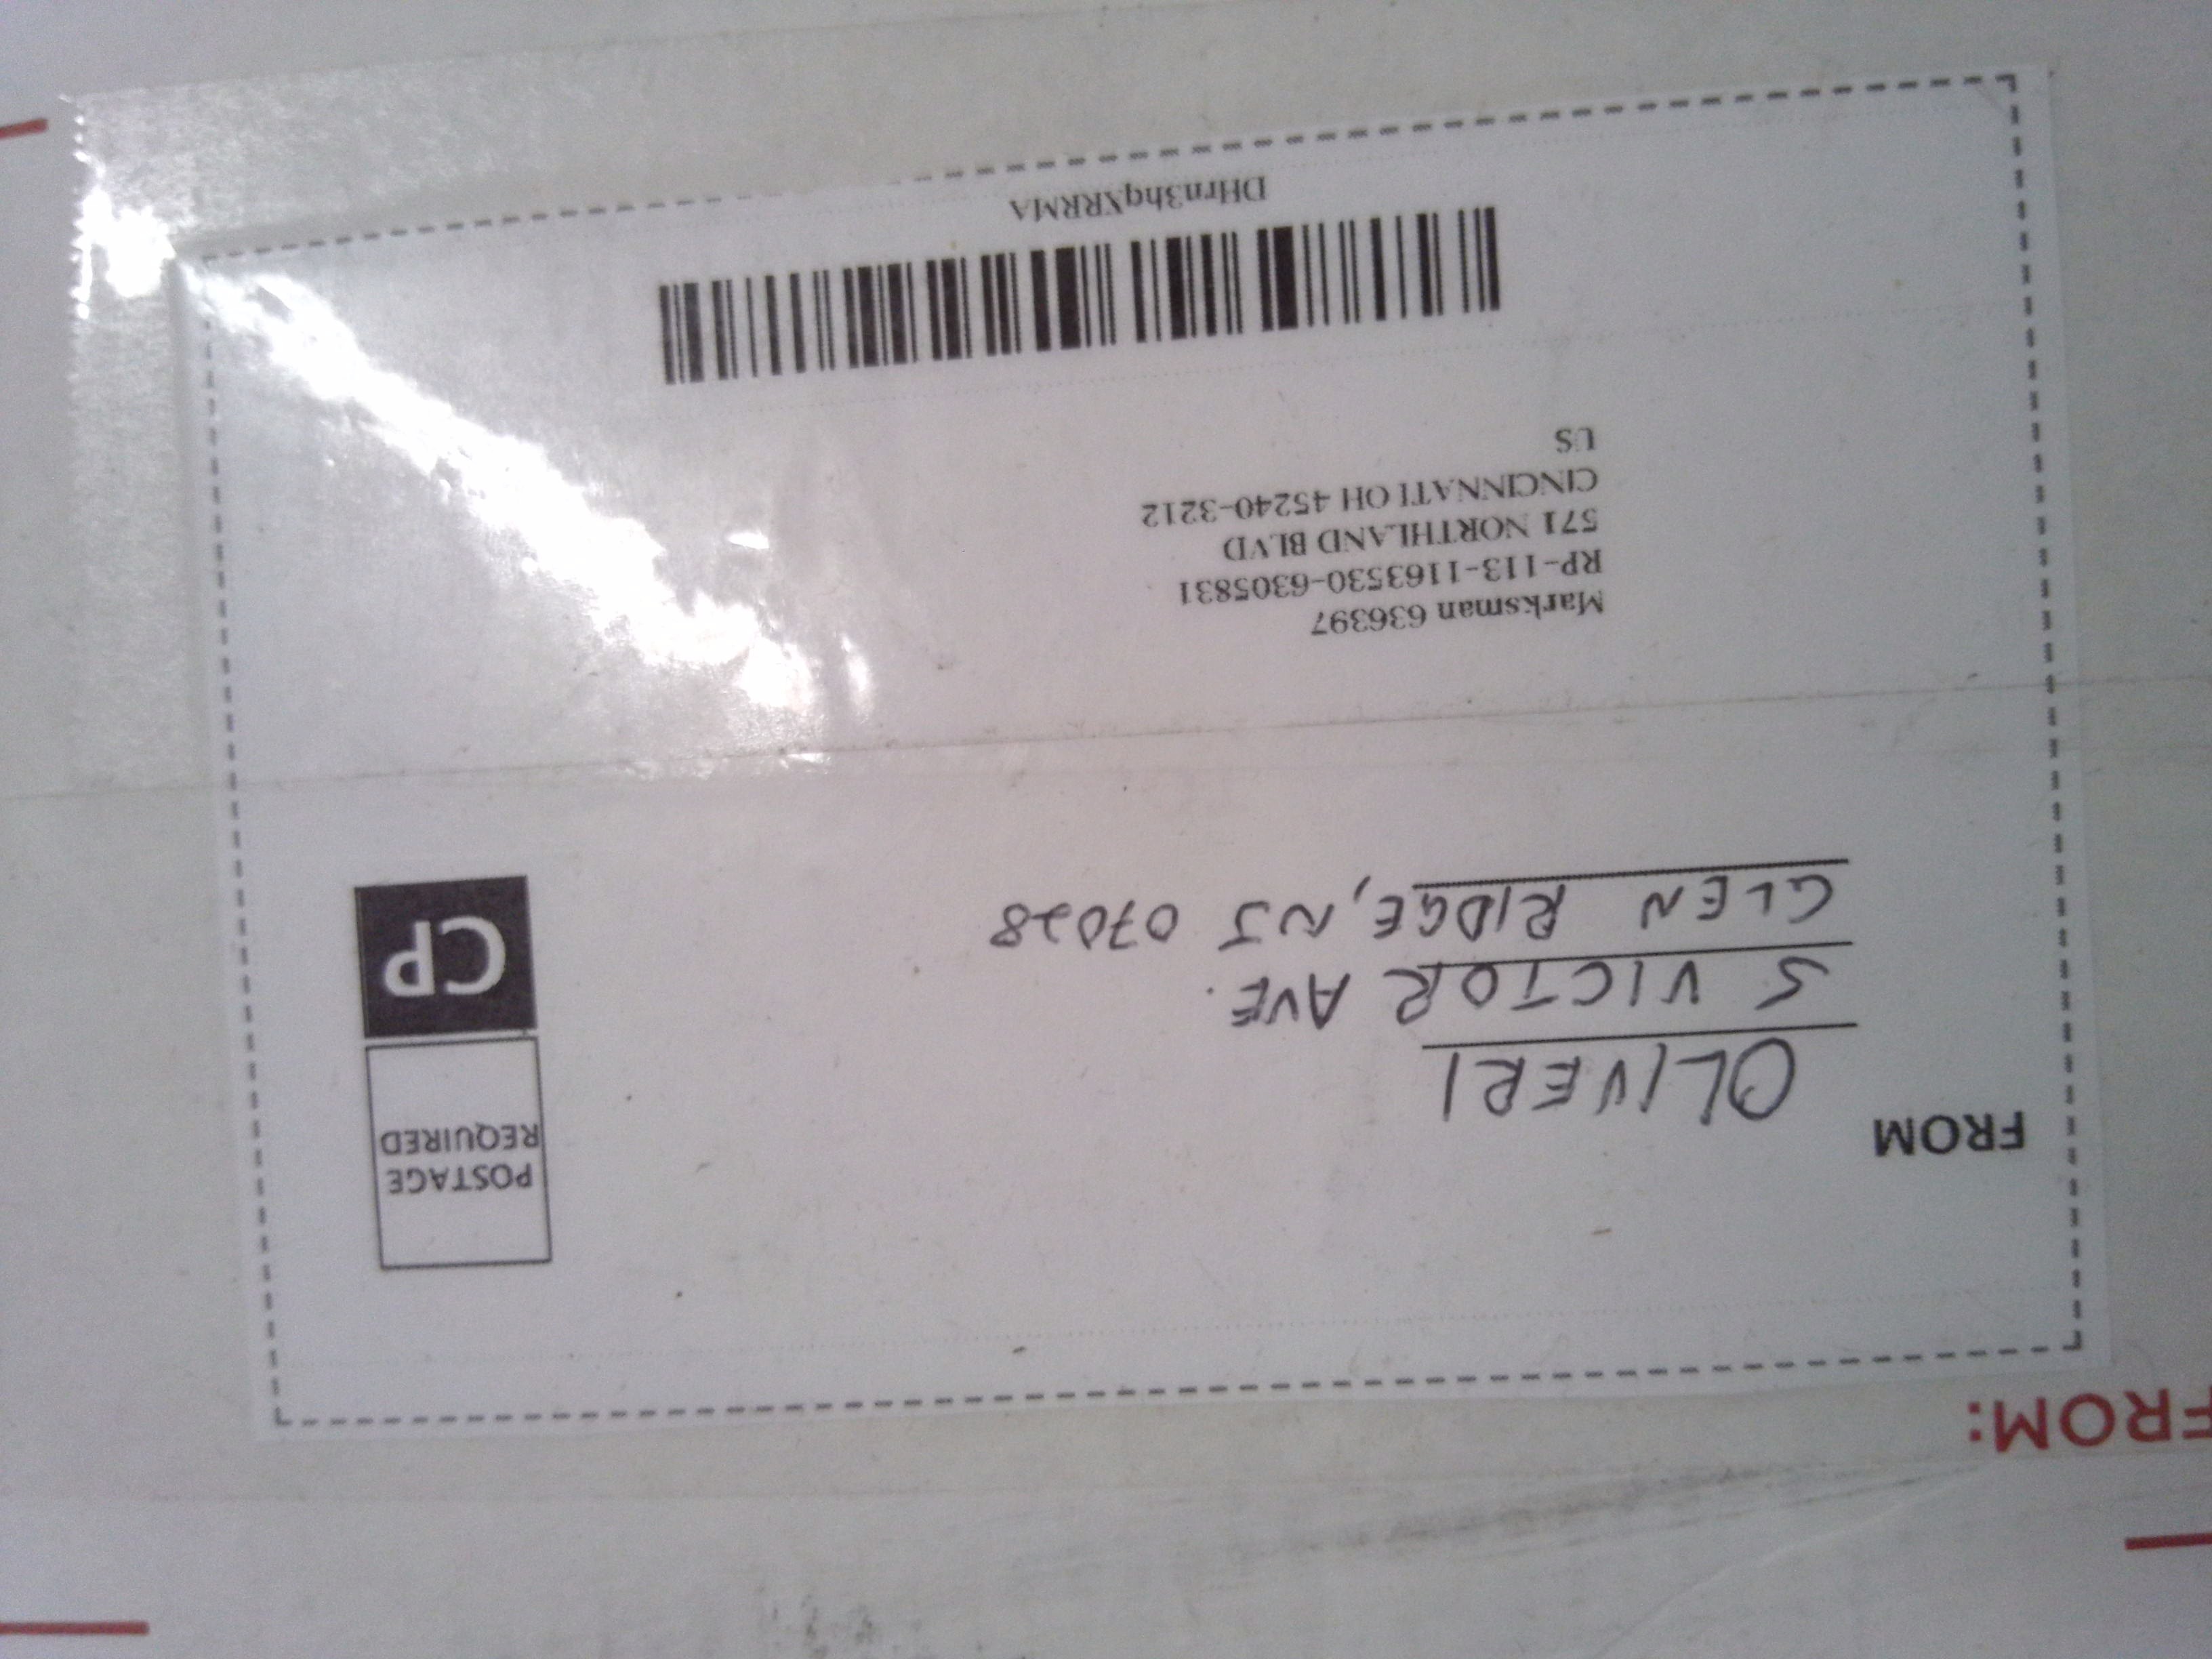 FROM:
POSTAGE
REQUIRED
CP
FROM
OLIVERI
5 VICTOR AVE.
GLEN RIDGE, NJ 07028
Marksman 636397
RP-113-1163530-6305831
571 NORTHLAND BLVD
CINCINNATI OH 45240-3212
US
DHrn3hqXRRMA